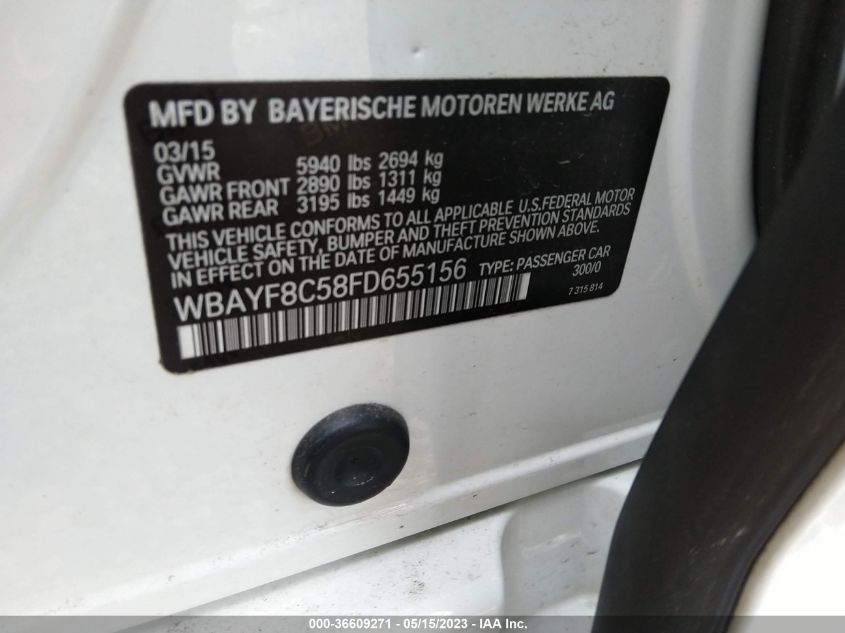 MFD BY BAYERISCHE MOTOREN WERKE AG
03/15
GVWR 5940 lbs 2694 kg
GAWR FRONT 2890 lbs 1311 kg
GAWR REAR 3195 lbs 1449 kg
THIS VEHICLE CONFORMS TO ALL APPLICABLE U.S.FEDERAL MOTOR
VEHICLE SAFETY, BUMPER AND THEFT PREVENTION STANDARDS
IN EFFECT ON THE DATE OF MANUFACTURE SHOWN ABOVE.
WBAYF8C58FD655156 TYPE: PASSENGER CAR
300/0
7 315 814
000-36609271 - 05/15/2023 - IAA Inc.